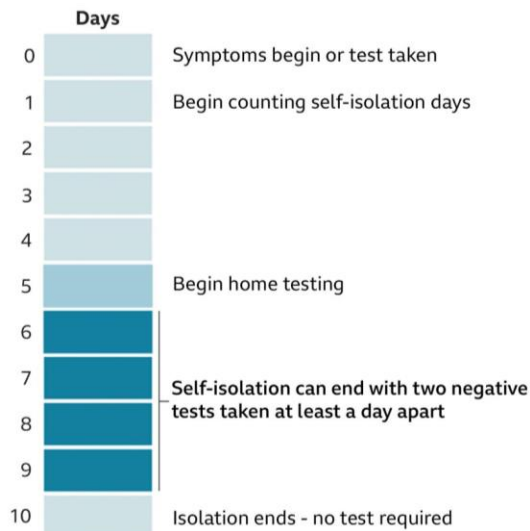 Days
0 Symptoms begin or test taken
1 Begin counting self-isolation days
2
3
4
5 Begin home testing
6
7
Self-isolation can end with two negative
tests taken at least a day apart
8
9
10 Isolation ends - no test required